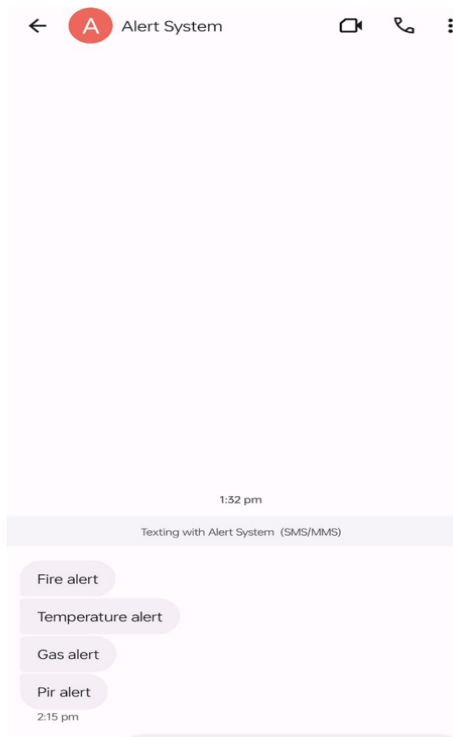 A Alert System
1:32 pm
Texting with Alert System (SMS/MMS)
Fire alert
Temperature alert
Gas alert
Pir alert
2:15 pm